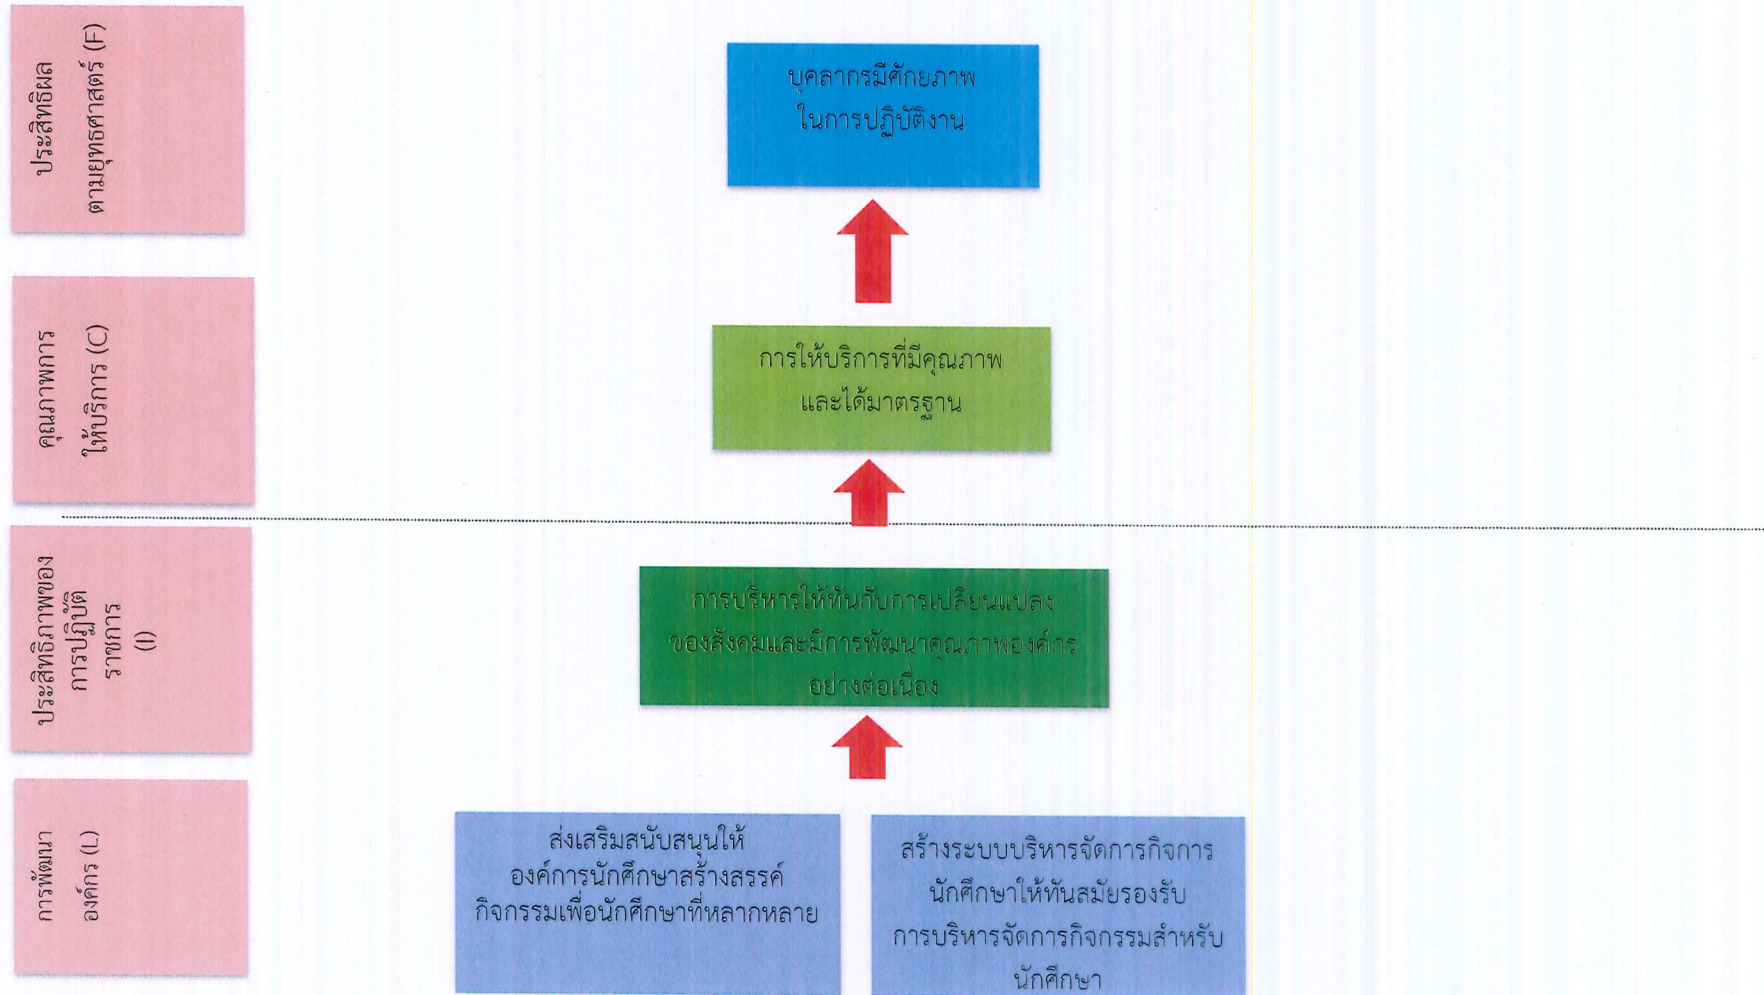 ประสิทธิผล
ตามยุทธศาสตร์ (F)
บุคลากรมีศักยภาพ
ในการปฏิบัติงาน
คุณภาพการ
ให้บริการ (C)
การให้บริการที่มีคุณภาพ
และได้มาตรฐาน
ประสิทธิภาพของ
การปฏิบัติ
ราชการ
(I)
การบริหารให้ทันกับการเปลี่ยนแปลง
ของสังคมและมีการพัฒนาคุณภาพองค์กร
อย่างต่อเนื่อง
การพัฒนา
องค์กร (L)
ส่งเสริมสนับสนุนให้
องค์การนักศึกษาสร้างสรรค์
กิจกรรมเพื่อนักศึกษาที่หลากหลาย
สร้างระบบบริหารจัดการกิจการ
นักศึกษาให้ทันสมัยรองรับ
การบริหารจัดการกิจกรรมสำหรับ
นักศึกษา